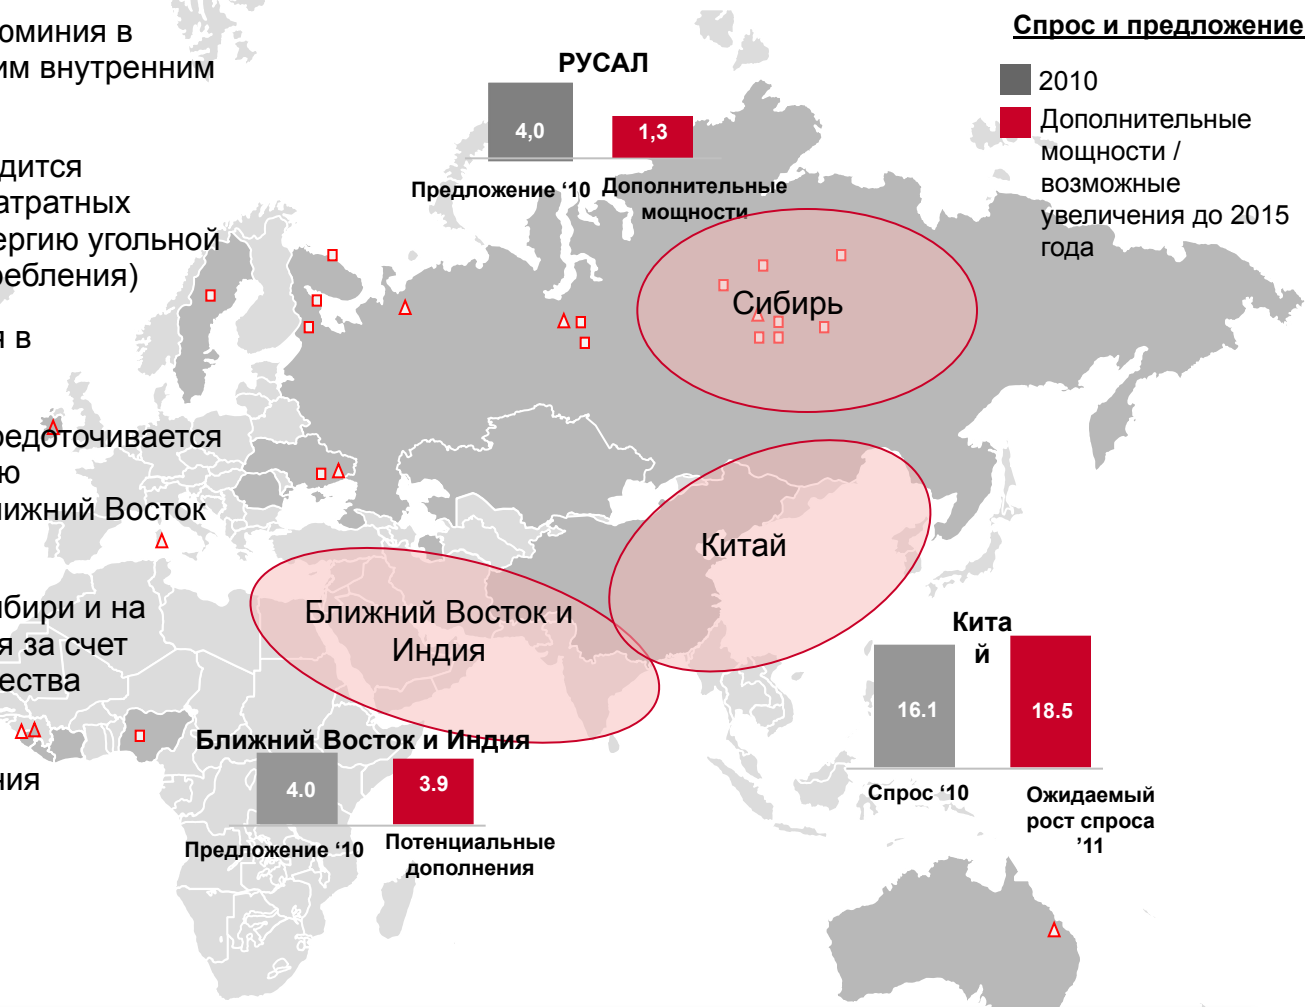 оминия в
им внутренним
дится
атратных
ергию угольной
ребления)
я в
редоточивается
ю
лижний Восток
ибири и на
я за счет
ества
ния
РУСАЛ
4,0
1,3
Предложение ‘10
Дополнительные
мощности
Спрос и предложение
2010
Дополнительные
мощности /
возможные
увеличения до 2015
года
Сибирь
Китай
Ближний Восток и
Индия
Кита
й
16.1
18.5
Спрос ‘10
Ожидаемый
рост спроса
’11
Ближний Восток и Индия
4.0
3.9
Предложение ‘10
Потенциальные
дополнения